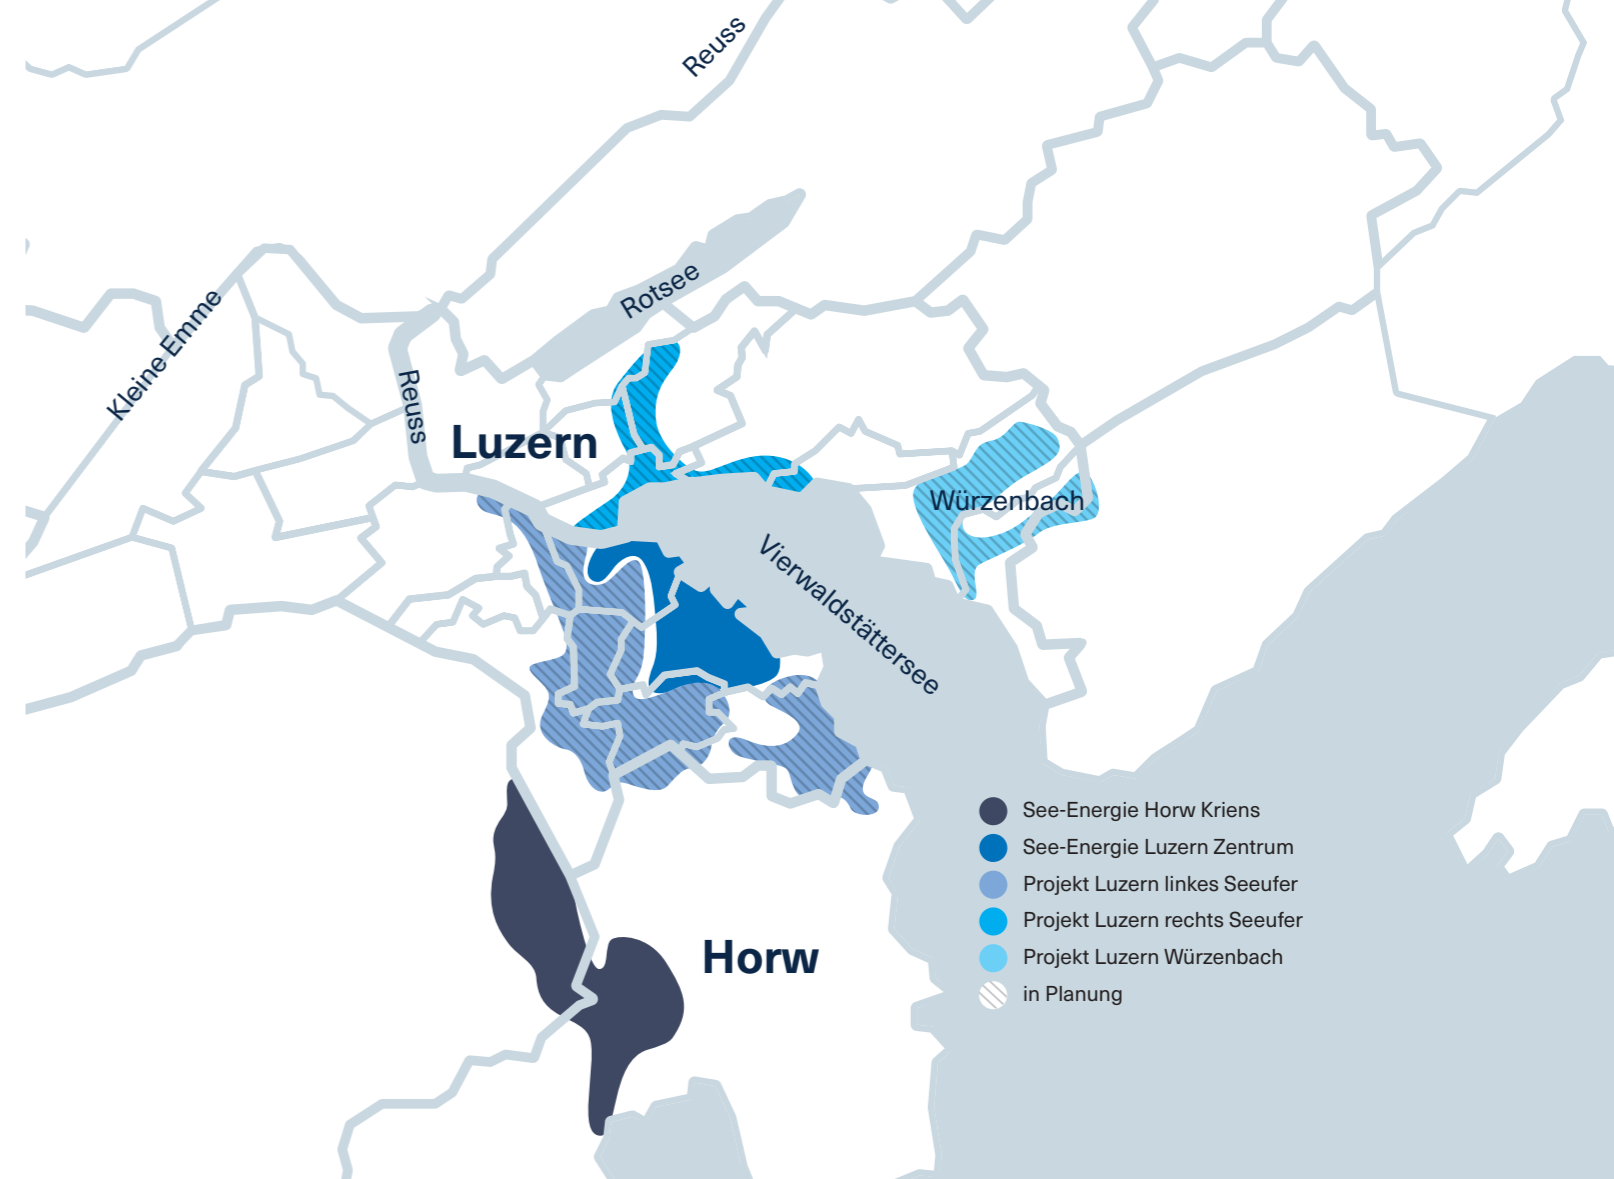 Reuss
Rotsee
Kleine Emme
Reuss
Luzern
Würzenbach
Vierwaldstättersee
Horw
See-Energie Horw Kriens
See-Energie Luzern Zentrum
Projekt Luzern linkes Seeufer
Projekt Luzern rechts Seeufer
Projekt Luzern Würzenbach
in Planung